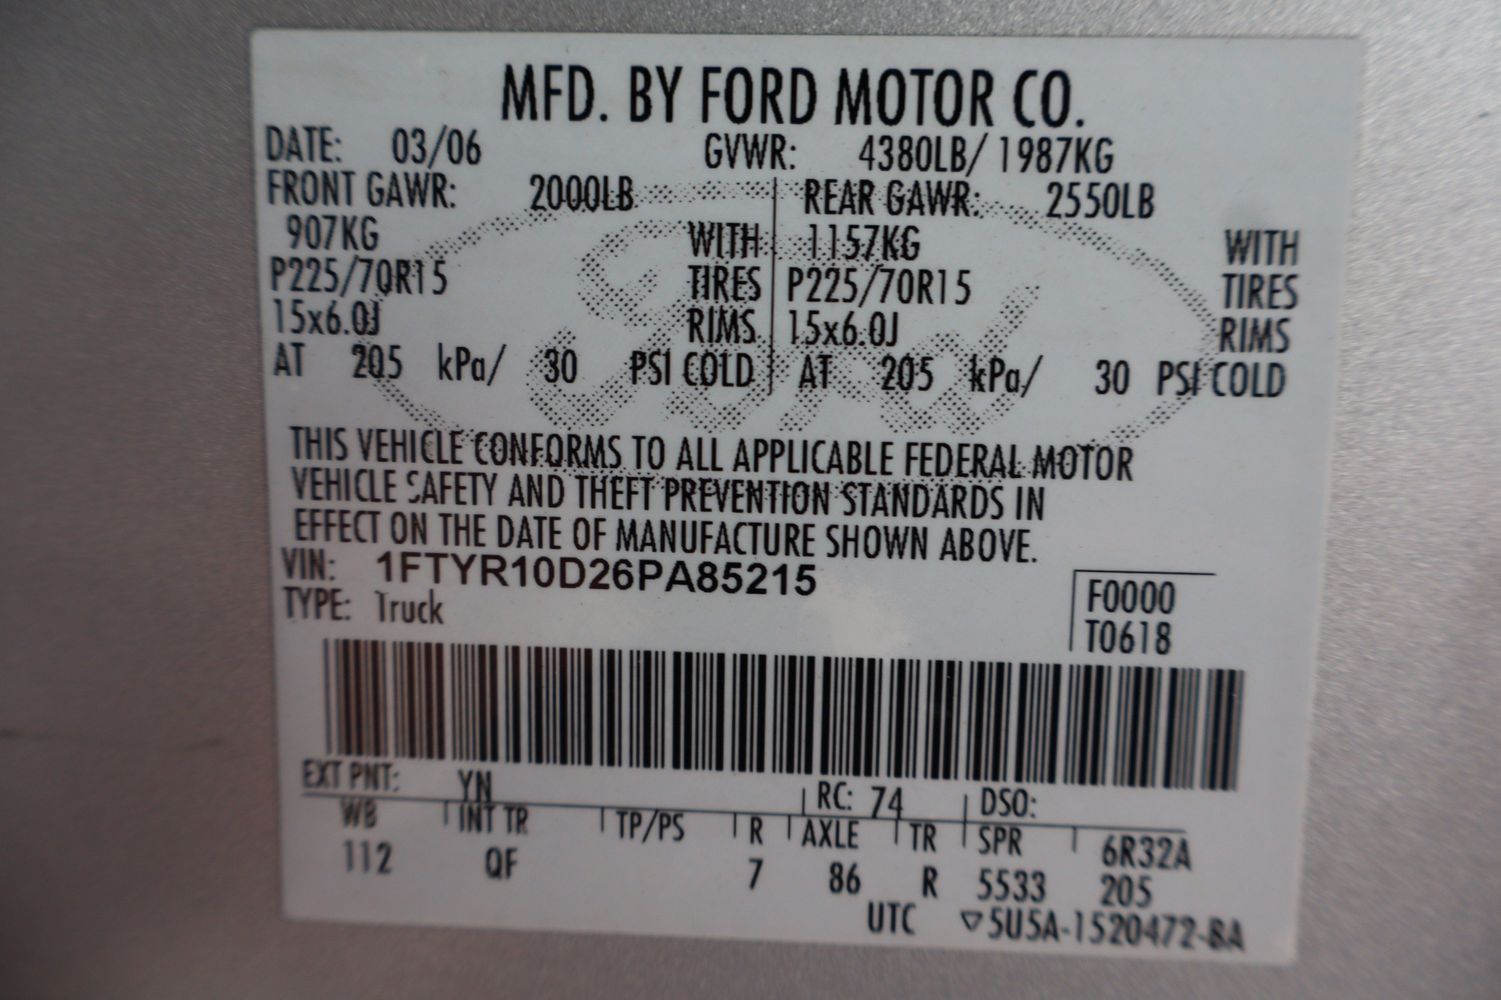 MFD. BY FORD MOTOR CO.
DATE: 03/06 GVWR: 4380LB/ 1987KG
FRONT GAWR: 2000LB REAR GAWR: 2550LB
907KG WITH 1157KG WITH
P225/70R15 TIRES P225/70R15 TIRES
15x6.0J RIMS 15x6.0J RIMS
AT 205 kPa/ 30 PSI COLD AT 205 kPa/ 30 PSI COLD
Ford
THIS VEHICLE CONFORMS TO ALL APPLICABLE FEDERAL MOTOR
VEHICLE SAFETY AND THEFT PREVENTION STANDARDS IN
EFFECT ON THE DATE OF MANUFACTURE SHOWN ABOVE.
VIN: 1FTYR10D26PA85215
TYPE: Truck
F0000
T0618
EXT PNT: YN RC: 74 DSO:
WB INT TR TP/PS R AXLE TR SPR 6R32A
112 QF 7 86 R 5533 205
UTC ▽5U5A-1520472-BA